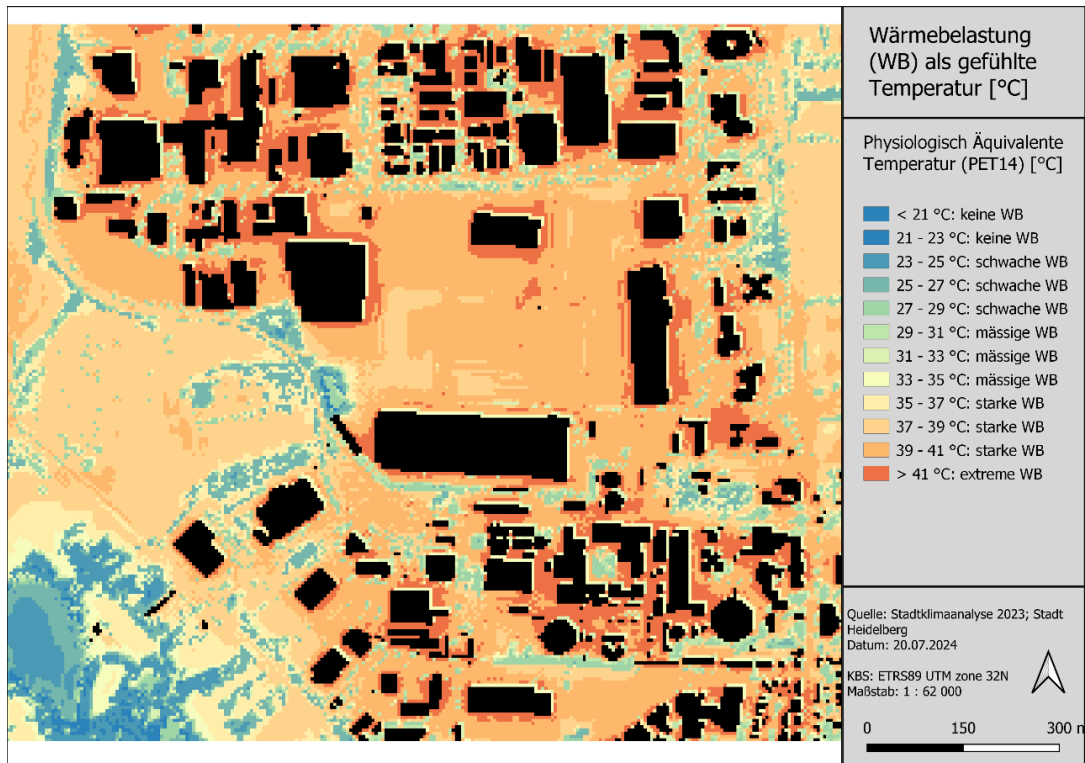 Wärmebelastung
(WB) als gefühlte
Temperatur [°C]
Physiologisch Äquivalente
Temperatur (PET14) [°C]
< 21 °C: keine WB
21 - 23 °C: keine WB
23 - 25 °C: schwache WB
25 - 27 °C: schwache WB
27 - 29 °C: schwache WB
29 - 31 °C: mässige WB
31 - 33 °C: mässige WB
33 - 35 °C: mässige WB
35 - 37 °C: starke WB
37 - 39 °C: starke WB
39 - 41 °C: starke WB
> 41 °C: extreme WB
Quelle: Stadtklimaanalyse 2023; Stadt
Heidelberg
Datum: 20.07.2024
KBS: ETRS89 UTM zone 32N
Maßstab: 1 : 62 000
0 150 300 m